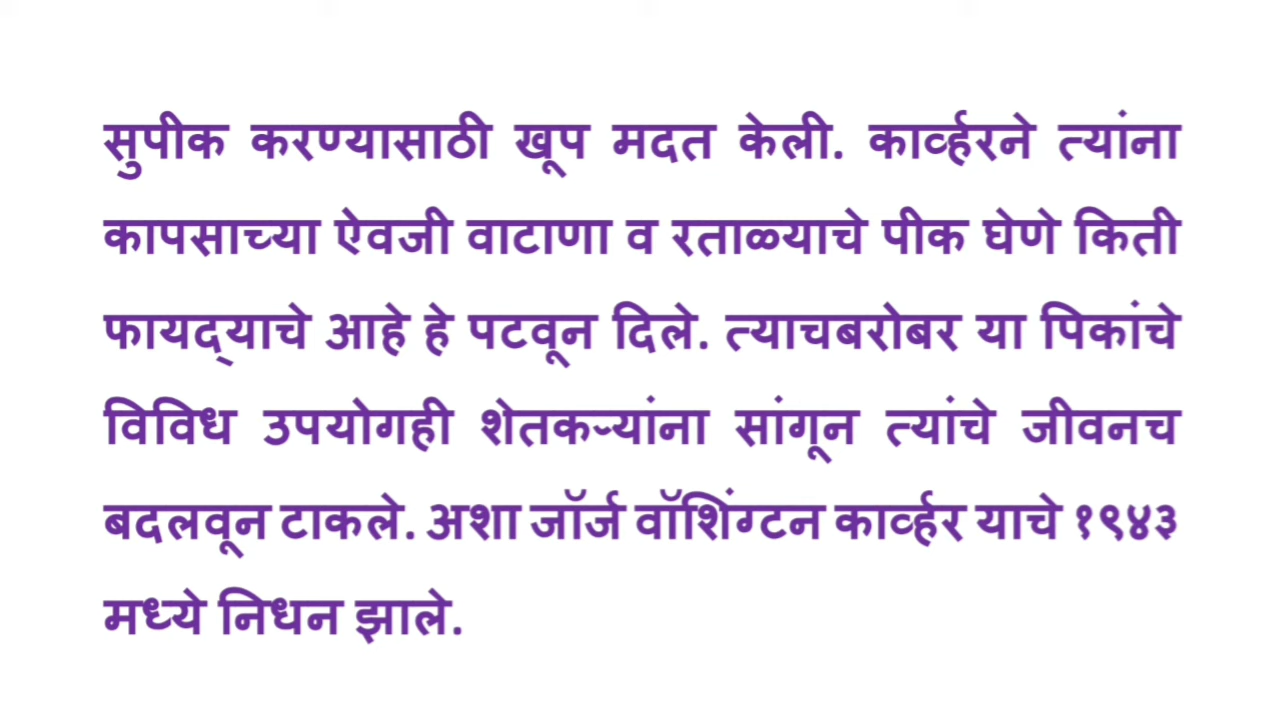 सुपीक करण्यासाठी खूप मदत केली. कार्व्हरने त्यांना
कापसाच्या ऐवजी वाटाणा व रताळ्याचे पीक घेणे किती
फायद्‌याचे आहे हे पटवून दिले. त्याचबरोबर या पिकांचे
विविध उपयोगही शेतकऱ्यांना सांगून त्यांचे जीवनच
बदलवून टाकले. अशा जॉर्ज वॉशिंग्टन कार्व्हर याचे १९४३
मध्ये निधन झाले.